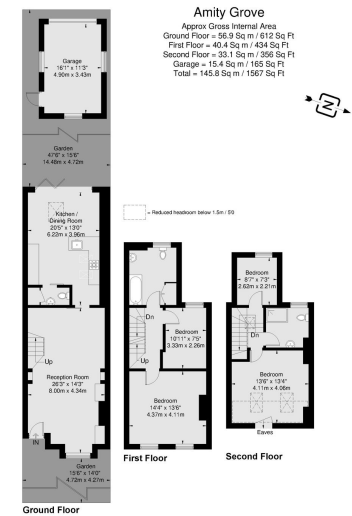 Amity Grove
Approx Gross Internal Area
Ground Floor = 56.9 Sq m / 612 Sq Ft
First Floor = 40.4 Sq m / 434 Sq Ft
Second Floor = 33.1 Sq m / 356 Sq Ft
Garage = 15.4 Sq m / 165 Sq Ft
Total = 145.8 Sq m / 1567 Sq Ft
N
Garage
16'1" x 11'3"
4.90m x 3.43m
Garden
47'6" x 15'6"
14.48m x 4.72m
Kitchen /
Dining Room
20'5" x 13'0"
6.23m x 3.96m
Up
Reception Room
26'3" x 14'3"
8.00m x 4.34m
IN
Garden
15'6" x 14'0"
4.72m x 4.27m
Ground Floor
= Reduced headroom below 1.5m / 5'0
Dn
Bedroom
10'11" x 7'5"
3.33m x 2.26m
Up
Bedroom
14'4" x 13'6"
4.37m x 4.11m
First Floor
Bedroom
8'7" x 7'3"
2.62m x 2.21m
Dn
Bedroom
13'6" x 13'4"
4.11m x 4.06m
Eaves
Second Floor